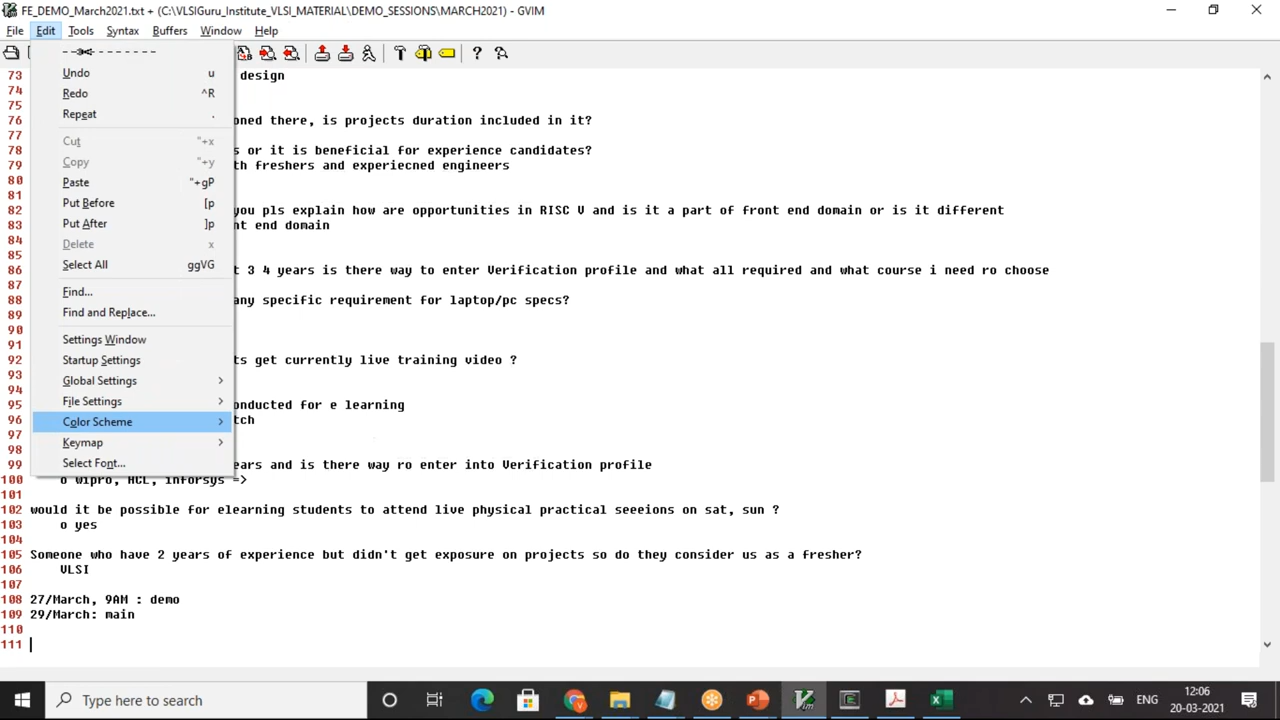 FE_DEMO_March2021.txt + (C:\VLSIGuru_Institute_VLSI_MATERIAL\DEMO_SESSIONS\MARCH2021) - GVIM
File Edit Tools Syntax Buffers Window Help
Undo u
Redo ^R
Repeat .
Cut "+x
Copy "+y
Paste "+gP
Put Before [p
Put After ]p
Delete x
Select All ggVG
Find...
Find and Replace...
Settings Window
Startup Settings
Global Settings
File Settings
Color Scheme
Keymap
Select Font...
73 design
74
75
76 oned there, is projects duration included in it?
77
78 s or it is beneficial for experience candidates?
79 th freshers and experiecned engineers
80
81
82 you pls explain how are opportunities in RISC V and is it a part of front end domain or is it different
83 nt end domain
84
85
86 t 3 4 years is there way to enter Verification profile and what all required and what course i need ro choose
87
88 any specific requirement for laptop/pc specs?
89
90
91
92 ts get currently live training video ?
93
94
95 onducted for e learning
96 tch
97
98
99 ears and is there way ro enter into Verification profile
100 o wipro, HCL, inforsys =>
101
102 would it be possible for elearning students to attend live physical practical seeeions on sat, sun ?
103 o yes
104
105 Someone who have 2 years of experience but didn't get exposure on projects so do they consider us as a fresher?
106 VLSI
107
108 27/March, 9AM : demo
109 29/March: main
110
111
Type here to search
ENG
12:06
20-03-2021